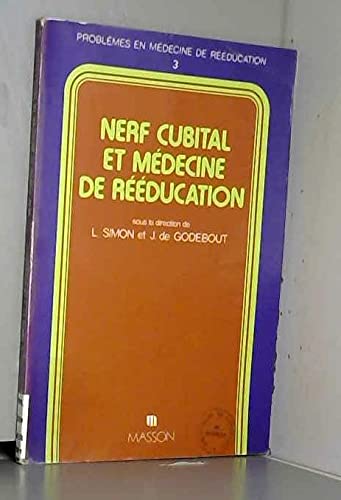 PROBLÈMES EN MÉDECINE DE RÉÉDUCATION
3
NERF CUBITAL
ET MÉDECINE
DE RÉÉDUCATION
sous la direction de
L. SIMON et J. de GODEBOUT
MASSON